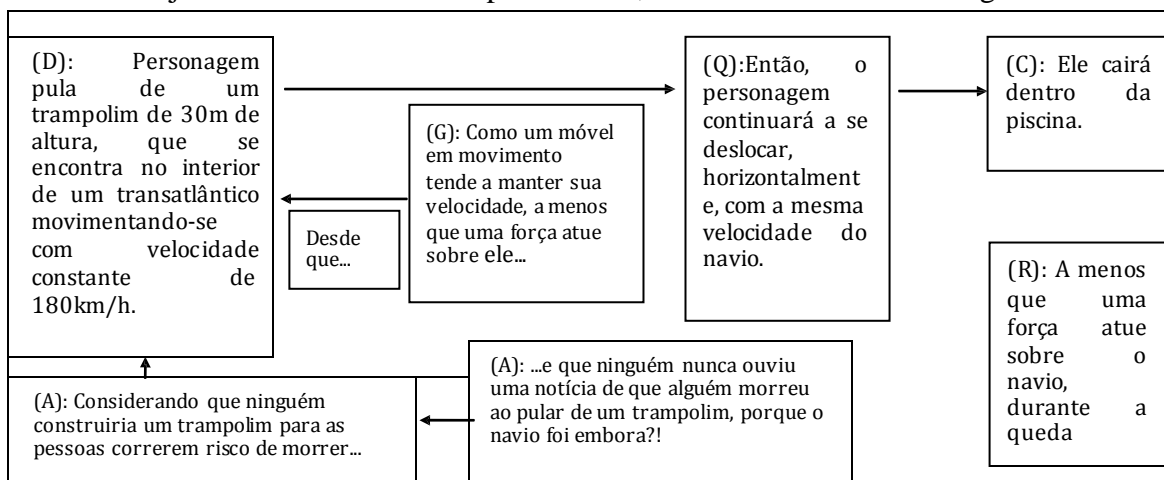 (D): Personagem
pula de um
trampolim de 30m de
altura, que se
encontra no interior
de um transatlântico
movimentando-se
com velocidade
constante de
180km/h.
(G): Como um móvel
em movimento
tende a manter sua
velocidade, a menos
que uma força atue
sobre ele...
Desde
que...
(Q):Então, o
personagem
continuará a se
deslocar,
horizontalment
e, com a mesma
velocidade do
navio.
(C): Ele cairá
dentro da
piscina.
(R): A menos
que uma
força atue
sobre o
navio,
durante a
queda
(A): Considerando que ninguém
construiria um trampolim para as
pessoas correrem risco de morrer...
(A): ...e que ninguém nunca ouviu
uma notícia de que alguém morreu
ao pular de um trampolim, porque o
navio foi embora?!